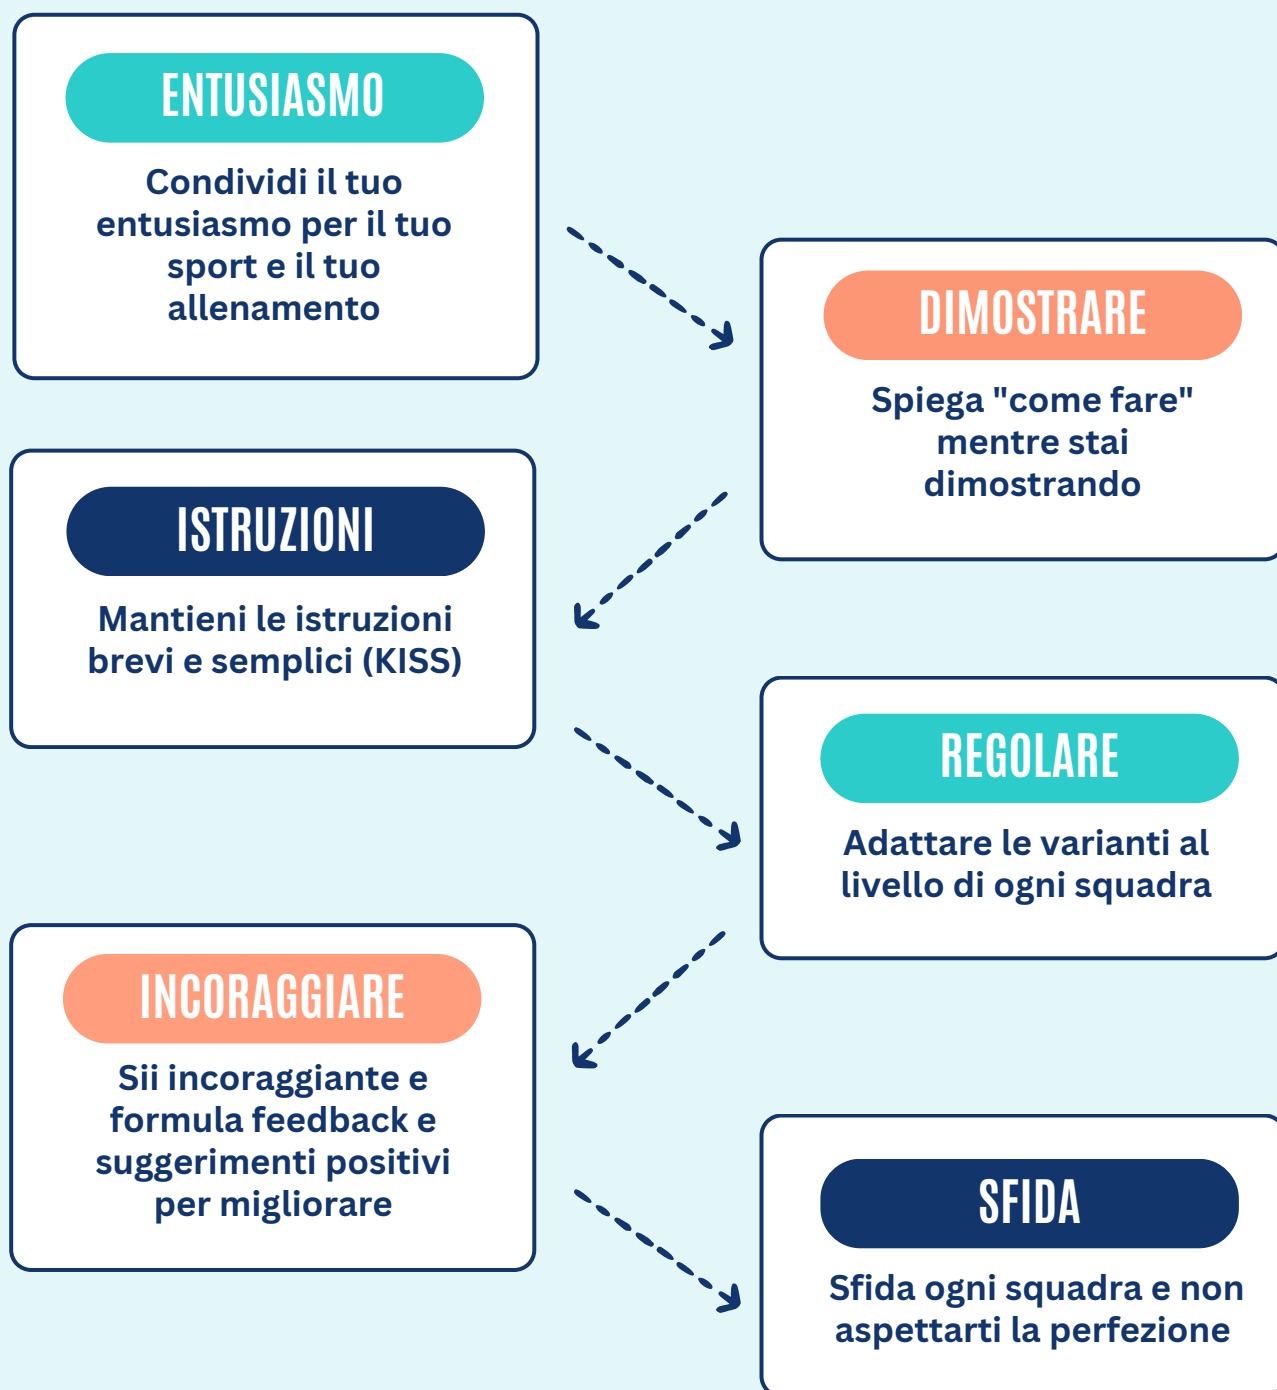 ENTUSIASMO
Condividi il tuo
entusiasmo per il tuo
sport e il tuo
allenamento
DIMOSTRARE
Spiega "come fare"
mentre stai
dimostrando
ISTRUZIONI
Mantieni le istruzioni
brevi e semplici (KISS)
REGOLARE
Adattare le varianti al
livello di ogni squadra
INCORAGGIARE
Sii incoraggiante e
formula feedback e
suggerimenti positivi
per migliorare
SFIDA
Sfida ogni squadra e non
aspettarti la perfezione